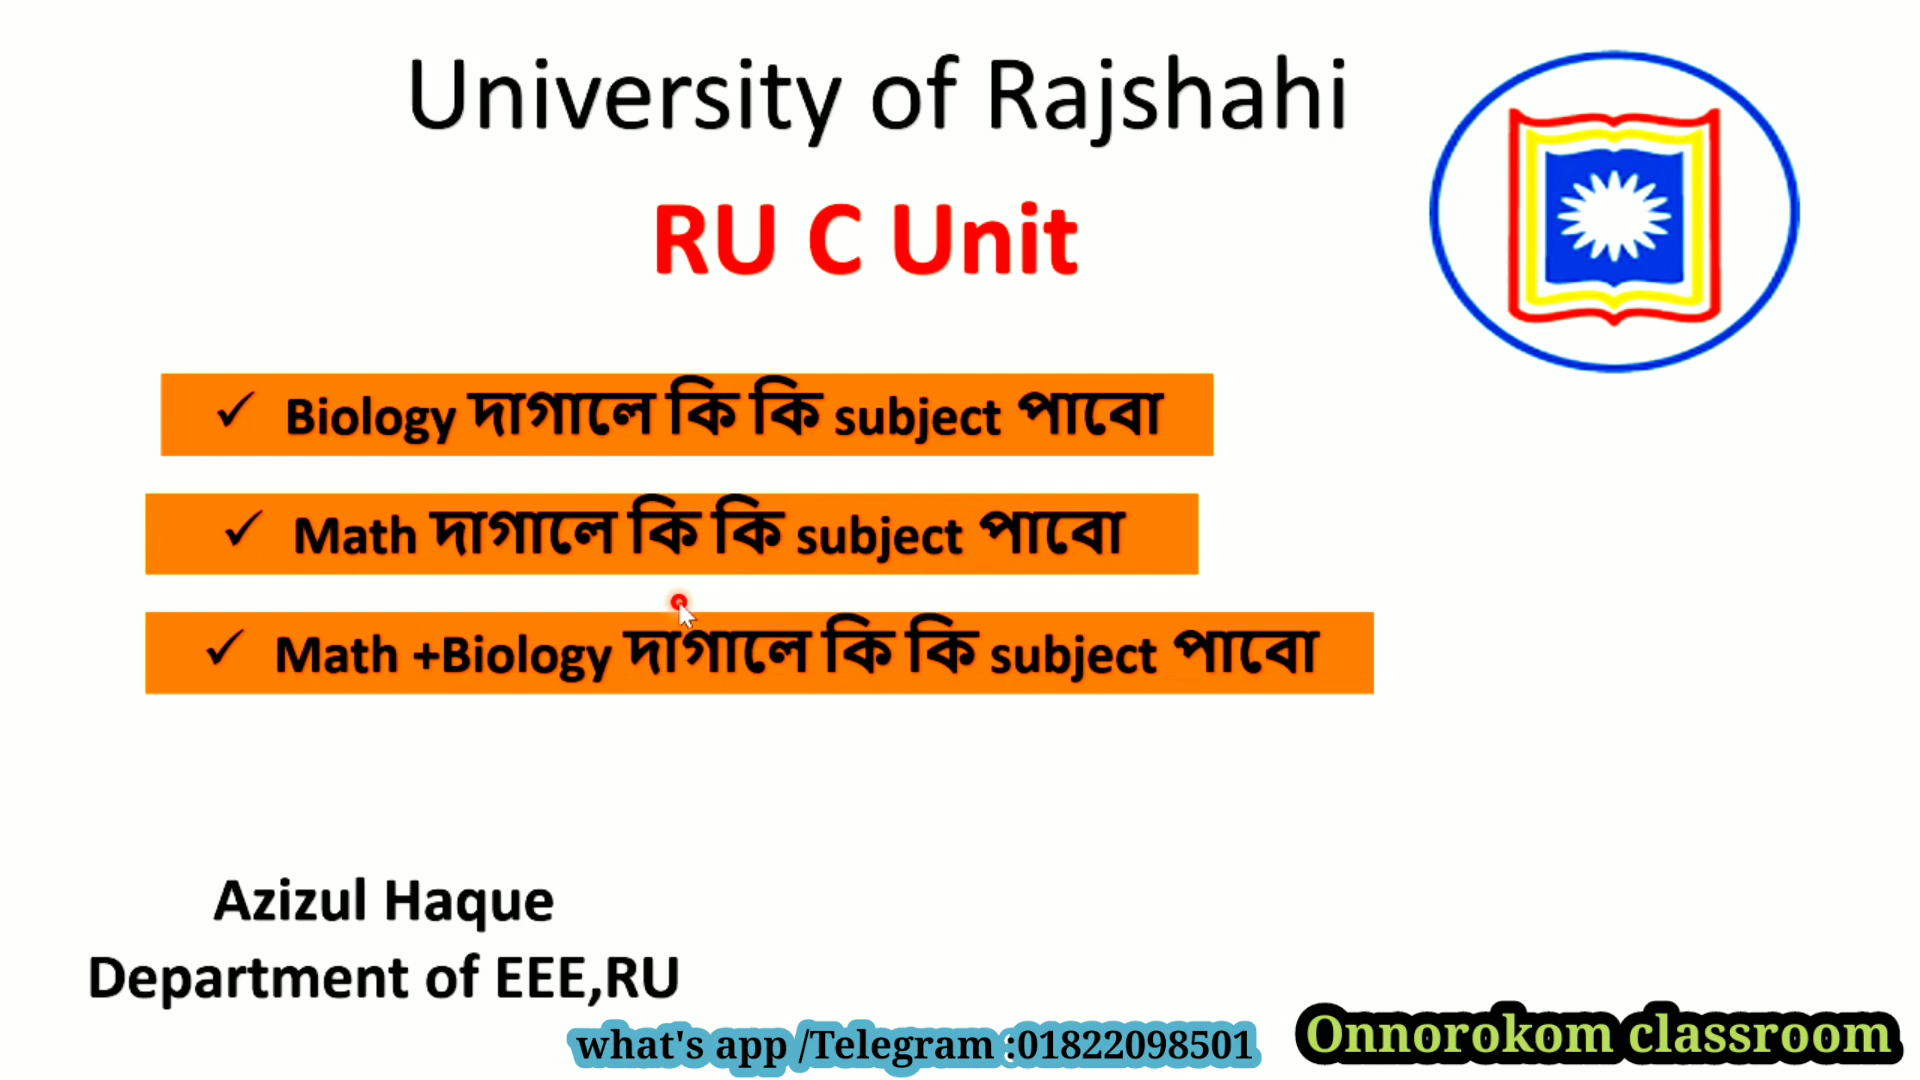 University of Rajshahi
RU C Unit
✓ Biology দাগালে কি কি subject পাবো
✓ Math দাগালে কি কি subject পাবো
✓ Math +Biology দাগালে কি কি subject পাবো
Azizul Haque
Department of EEE,RU
what's app /Telegram :01822098501
Onnorokom classroom